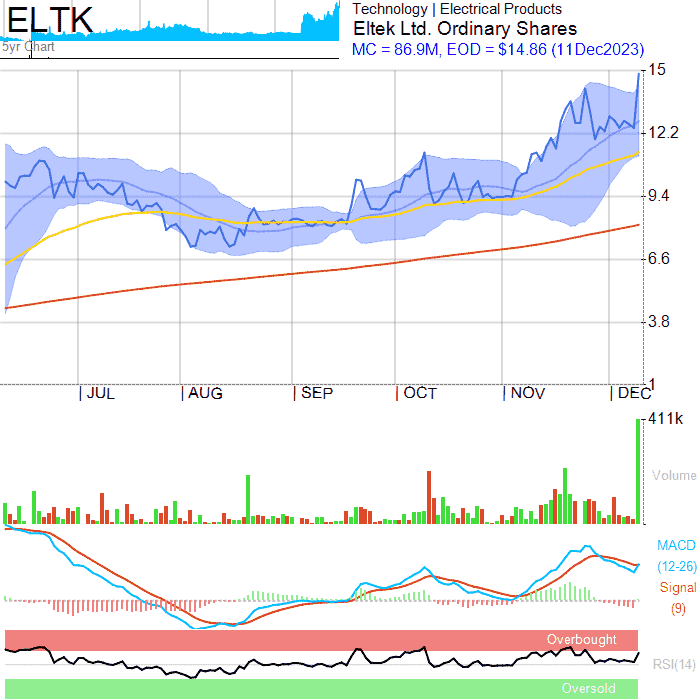 ELTK
5yr Chart
Technology | Electrical Products
Eltek Ltd. Ordinary Shares
MC = 86.9M, EOD = $14.86 (11Dec2023)
15
12.2
9.4
6.6
3.8
1
| JUL | AUG | SEP | OCT | NOV | DEC
411k
Volume
MACD
(12-26)
Signal
(9)
Overbought
RSI(14)
Oversold